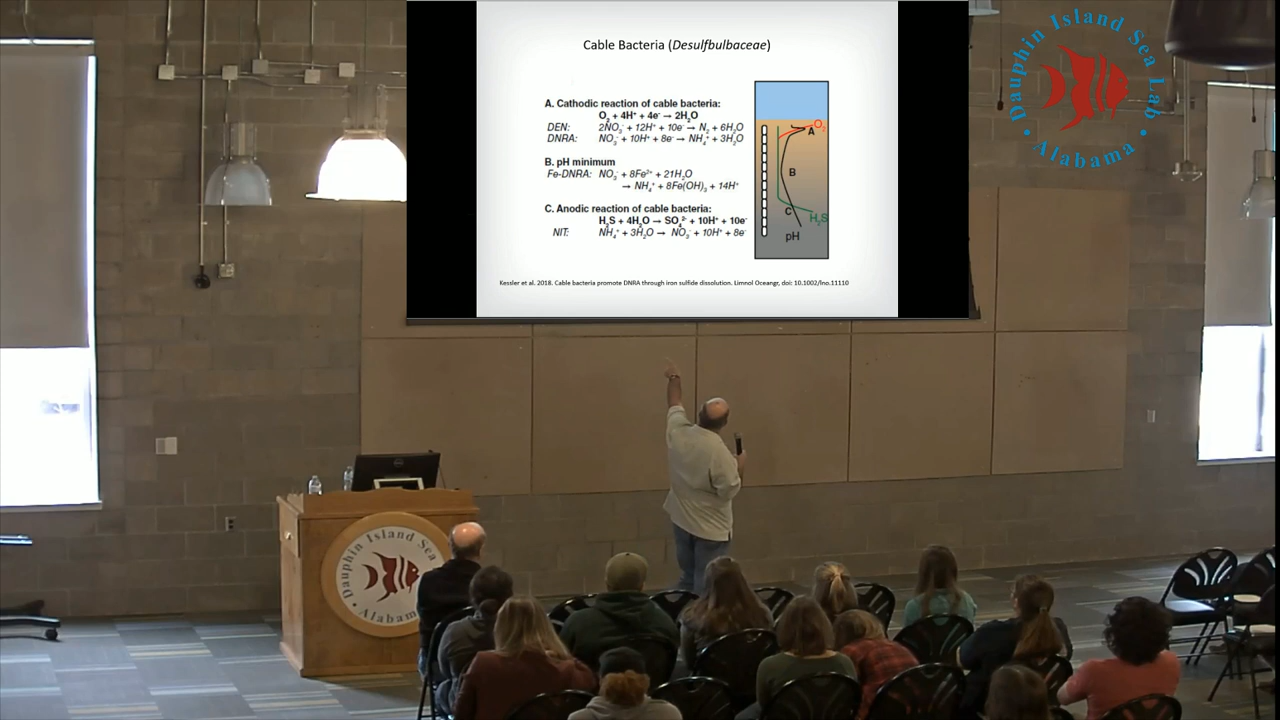 Cable Bacteria (Desulfbulbaceae)
A. Cathodic reaction of cable bacteria:
O₂ + 4H⁺ + 4e⁻ → 2H₂O
DEN: 2NO₃⁻ + 12H⁺ + 10e⁻ → N₂ + 6H₂O
DNRA: NO₃⁻ + 10H⁺ + 8e⁻ → NH₄⁺ + 3H₂O
B. pH minimum
Fe-DNRA: NO₃⁻ + 8Fe²⁺ + 21H₂O
→ NH₄⁺ + 8Fe(OH)₃ + 14H⁺
C. Anodic reaction of cable bacteria:
H₂S + 4H₂O → SO₄²⁻ + 10H⁺ + 10e⁻
NIT: NH₄⁺ + 3H₂O → NO₃⁻ + 10H⁺ + 8e⁻
O₂
A
B
C
H₂S
pH
Kessler et al. 2018. Cable bacteria promote DNRA through iron sulfide dissolution. Limnol Oceangr, doi: 10.1002/lno.11110
Dauphin Island Sea Lab
• Alabama •
Dauphin Island Sea
Alabama